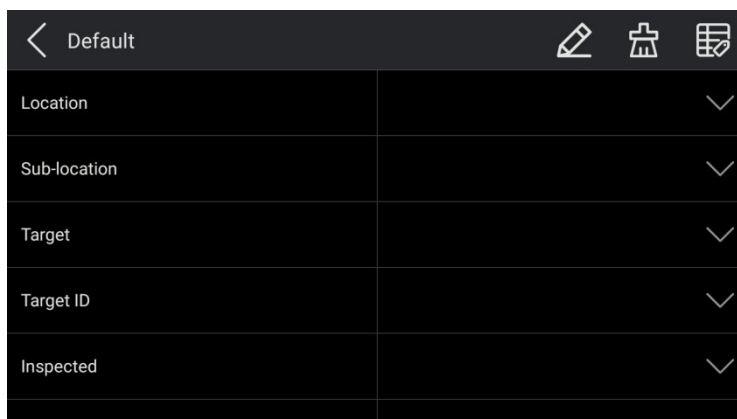 Default
Location
Sub-location
Target
Target ID
Inspected